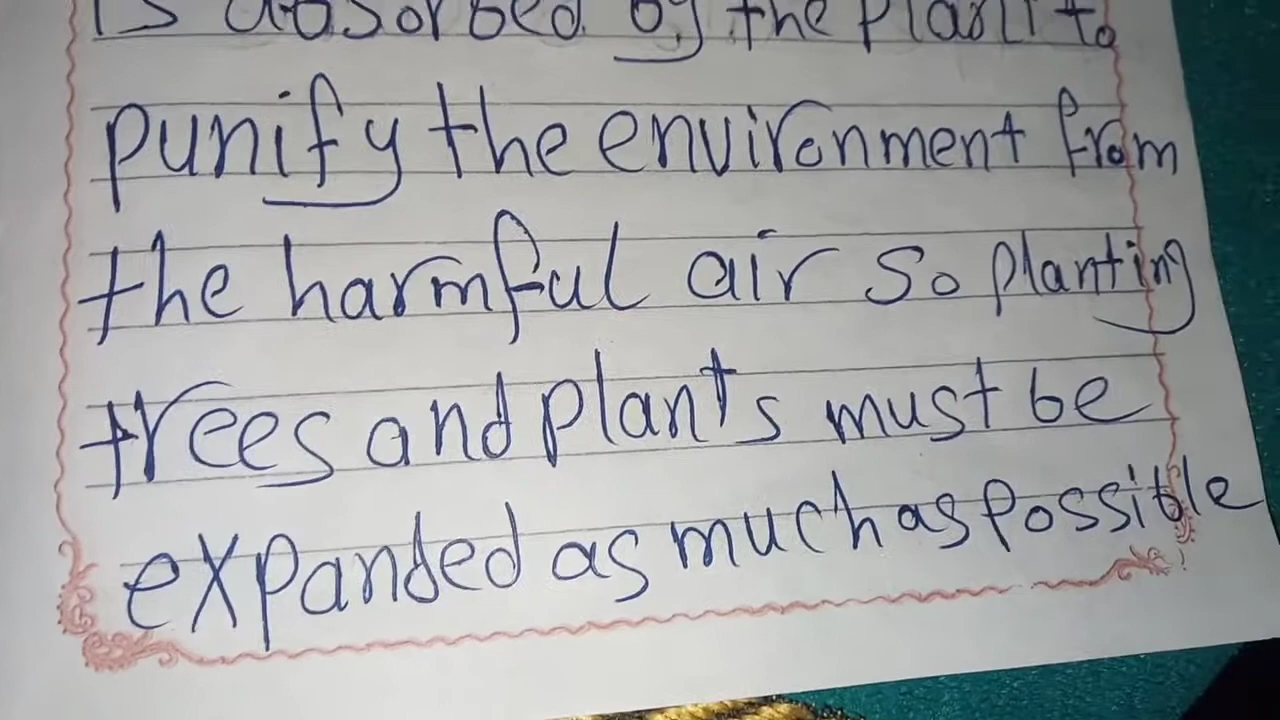 is absorbed by the plant to
punify the environment from
the harmful air so planting
trees and plants must be
expanded as much as possible